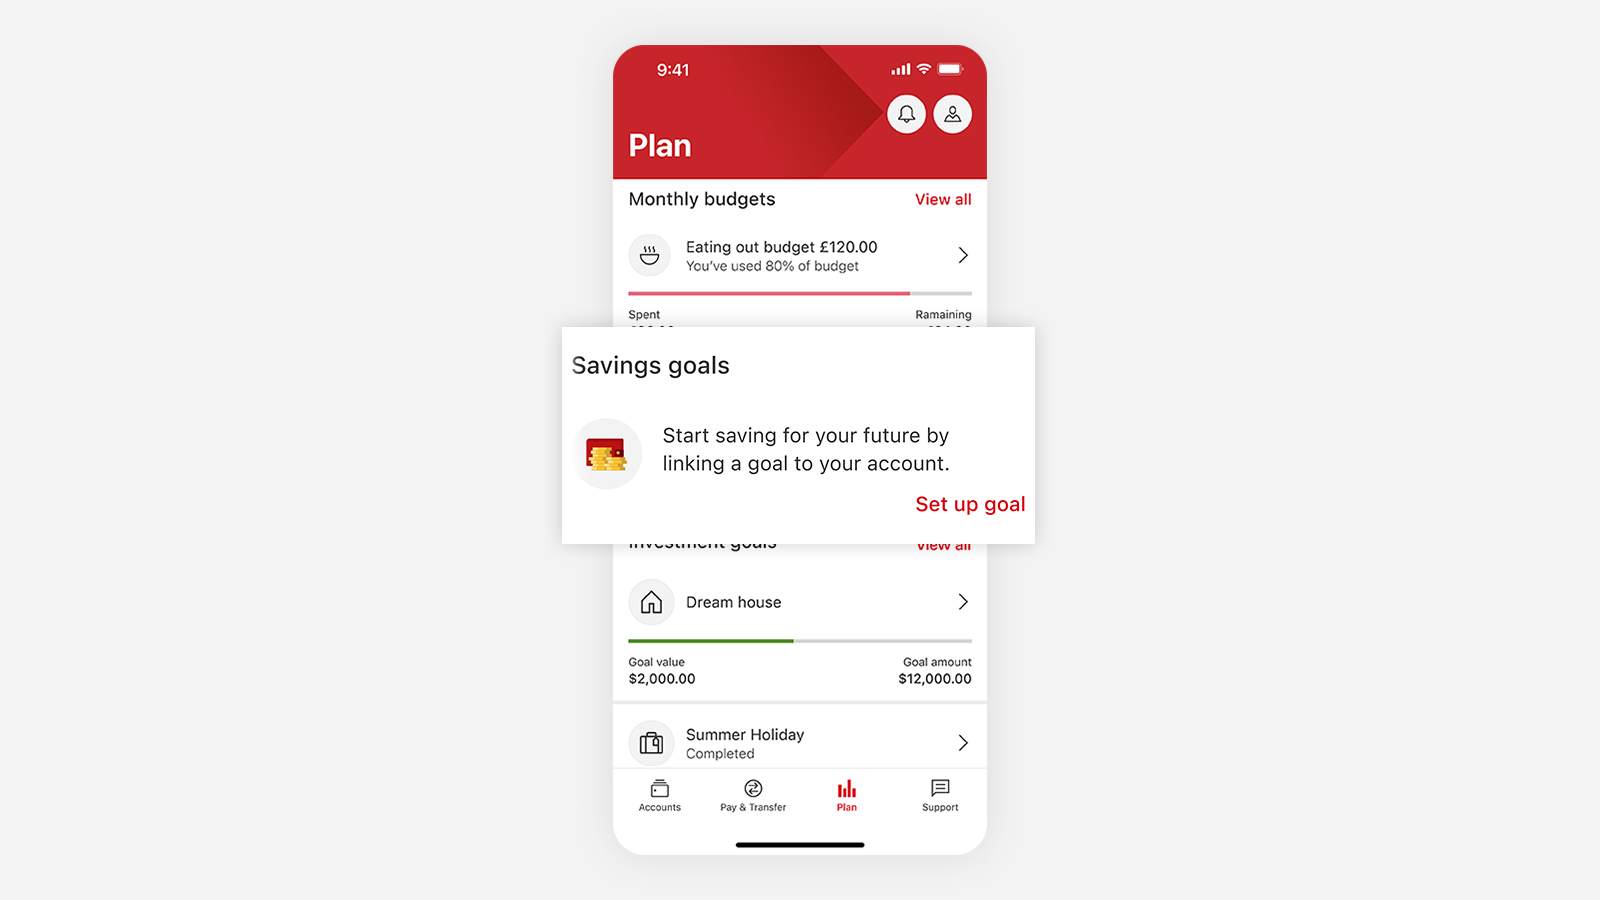 9:41
Plan
Monthly budgets
View all
Eating out budget £120.00
You've used 80% of budget
Spent
Ramaining
Savings goals
Start saving for your future by
linking a goal to your account.
Set up goal
Investment goals
View all
Dream house
Goal value
Goal amount
$2,000.00
$12,000.00
Summer Holiday
Completed
Accounts
Pay & Transfer
Plan
Support